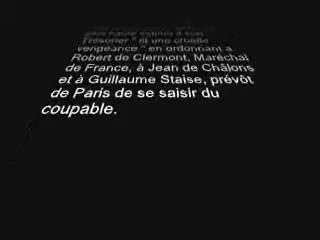 Trésorier " fit une cruelle
vengeance " en ordonnant à
Robert de Clermont, Maréchal
de France, à Jean de Châlons
et à Guillaume Staise, prévôt
de Paris de se saisir du
coupable.